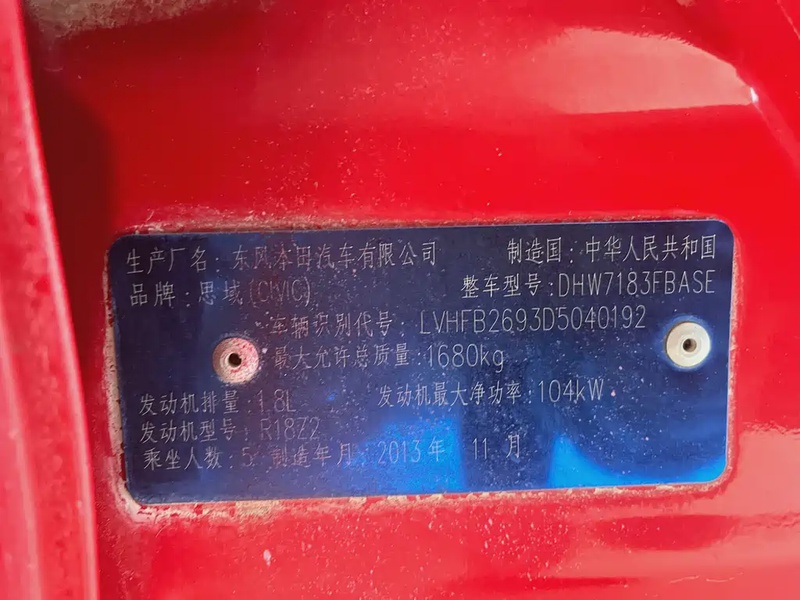 生产厂名:东风本田汽车有限公司 制造国:中华人民共和国
品牌:思域(CIVIC) 整车型号:DHW7183FBASE
车辆识别代号: LVHFB2693D5040192
最大允许总质量:1680kg
发动机排量:1.8L 发动机最大净功率:104kW
发动机型号: R18Z2
乘坐人数:5 制造年月:2013年 11月